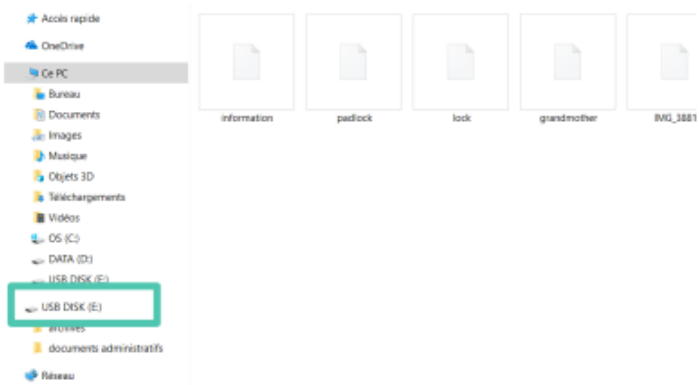 Accès rapide
OneDrive
Ce PC
Bureau
Documents
Images
Musique
Objets 3D
Téléchargements
Vidéos
OS (C:)
DATA (D:)
USB DISK (E:)
USB DISK (E:)
archives
documents administratifs
Réseau
information
padlock
lock
grandmother
IMG_3881